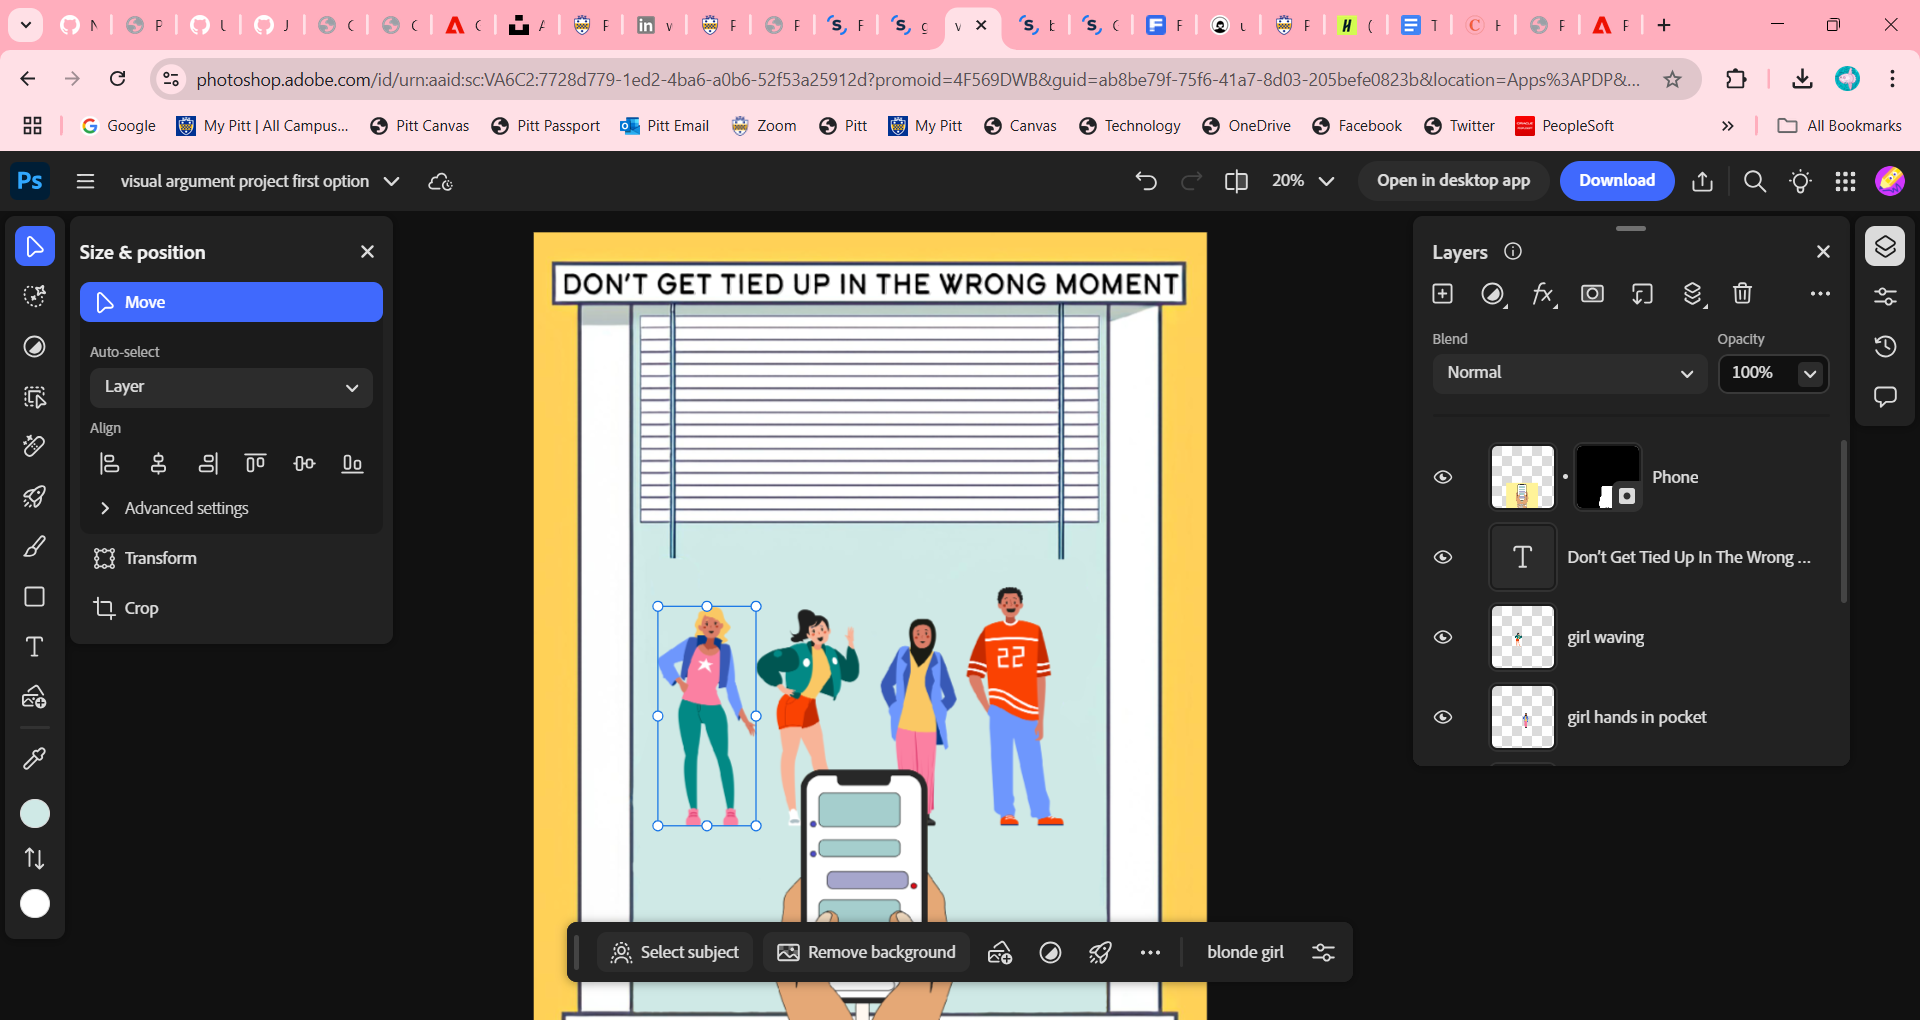 photoshop.adobe.com/id/urn:aaid:sc:VA6C2:7728d779-1ed2-4ba6-a0b6-52f53a25912d?promoid=4F569DWB&guid=ab8be79f-75f6-41a7-8d03-205befe0823b&location=Apps%3APDP&...
Google My Pitt | All Campus... Pitt Canvas Pitt Passport Pitt Email Zoom Pitt My Pitt Canvas Technology OneDrive Facebook Twitter PeopleSoft » All Bookmarks
Ps visual argument project first option 20% Open in desktop app Download
Size & position
Move
Auto-select
Layer
Align
Advanced settings
Transform
Crop
DON'T GET TIED UP IN THE WRONG MOMENT
22
Select subject Remove background ... blonde girl
Layers
Blend Opacity
Normal 100%
Phone
Don't Get Tied Up In The Wrong ...
girl waving
girl hands in pocket